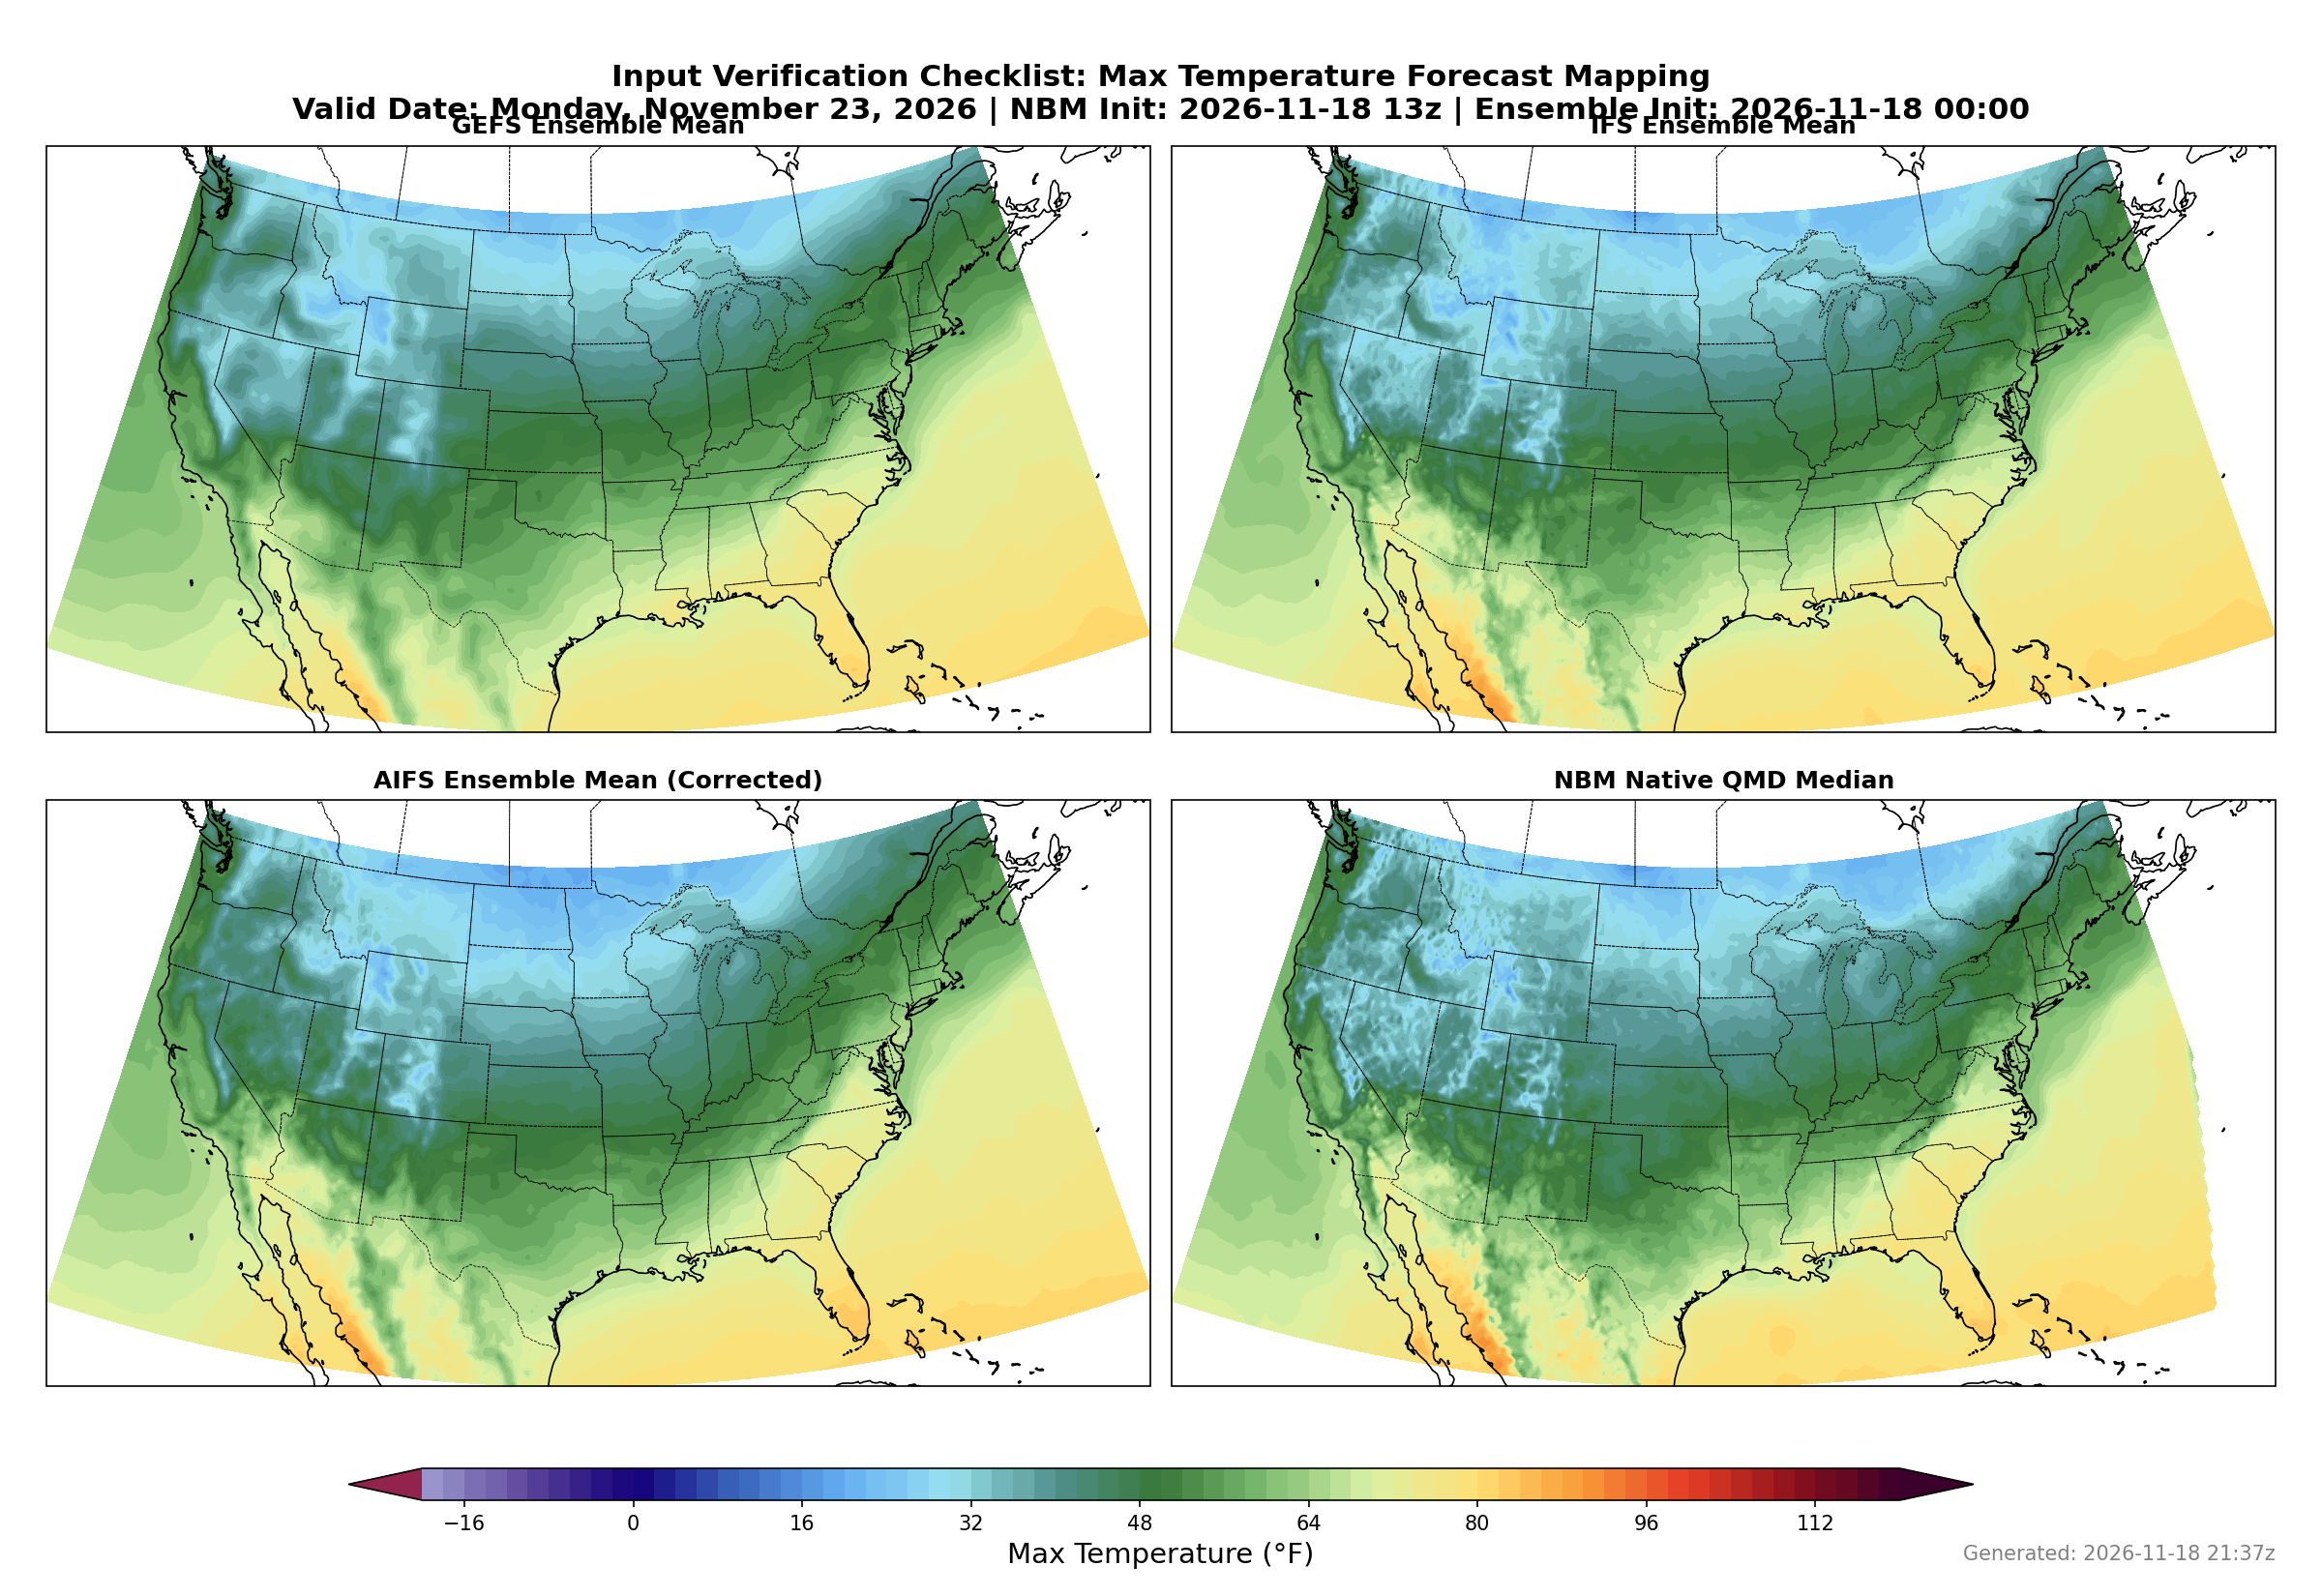 Input Verification Checklist: Max Temperature Forecast Mapping
Valid Date: Monday, November 23, 2026 | NBM Init: 2026-11-18 13z | Ensemble Init: 2026-11-18 00:00
GEFS Ensemble Mean
IFS Ensemble Mean
AIFS Ensemble Mean (Corrected)
NBM Native QMD Median
−16 0 16 32 48 64 80 96 112
Max Temperature (°F)
Generated: 2026-11-18 21:37z